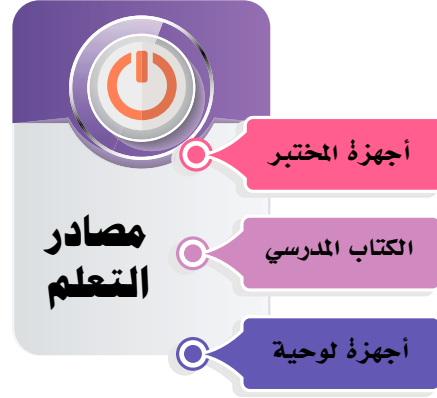 مصادر
التعلم
أجهزة المختبر
الكتاب المدرسي
أجهزة لوحية